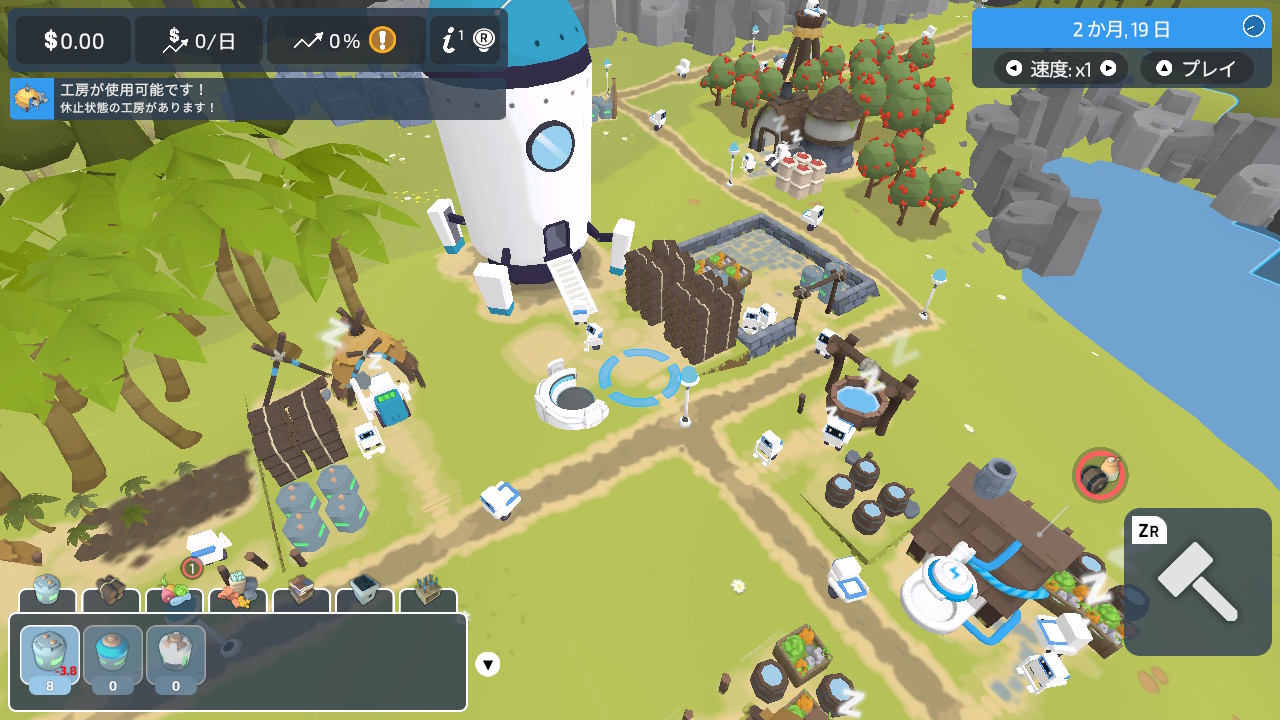 $0.00
0/日
0%
1
R
2 か月, 19 日
速度: x1
プレイ
工房が使用可能です！
休止状態の工房があります！
ZR
1
-3.8
8
0
0